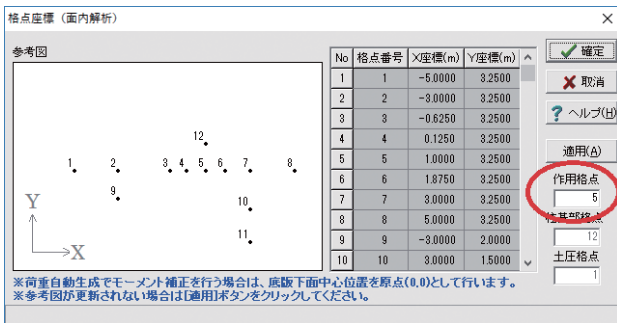 格点座標（面内解析）
参考図
No 格点番号 X座標(m) Y座標(m)
1 1 -5.0000 3.2500
2 2 -3.0000 3.2500
3 3 -0.6250 3.2500
4 4 0.1250 3.2500
5 5 1.0000 3.2500
6 6 1.8750 3.2500
7 7 3.0000 3.2500
8 8 5.0000 3.2500
9 9 -3.0000 2.0000
10 10 3.0000 1.5000
12
1 2 3 4 5 6 7 8
9
10
11
Y
X
確定
取消
ヘルプ(H)
適用(A)
作用格点
5
柱基部格点
12
土圧格点
1
※荷重自動生成でモーメント補正を行う場合は、底版下面中心位置を原点(0.0)として行います。
※参考図が更新されない場合は[適用]ボタンをクリックしてください。